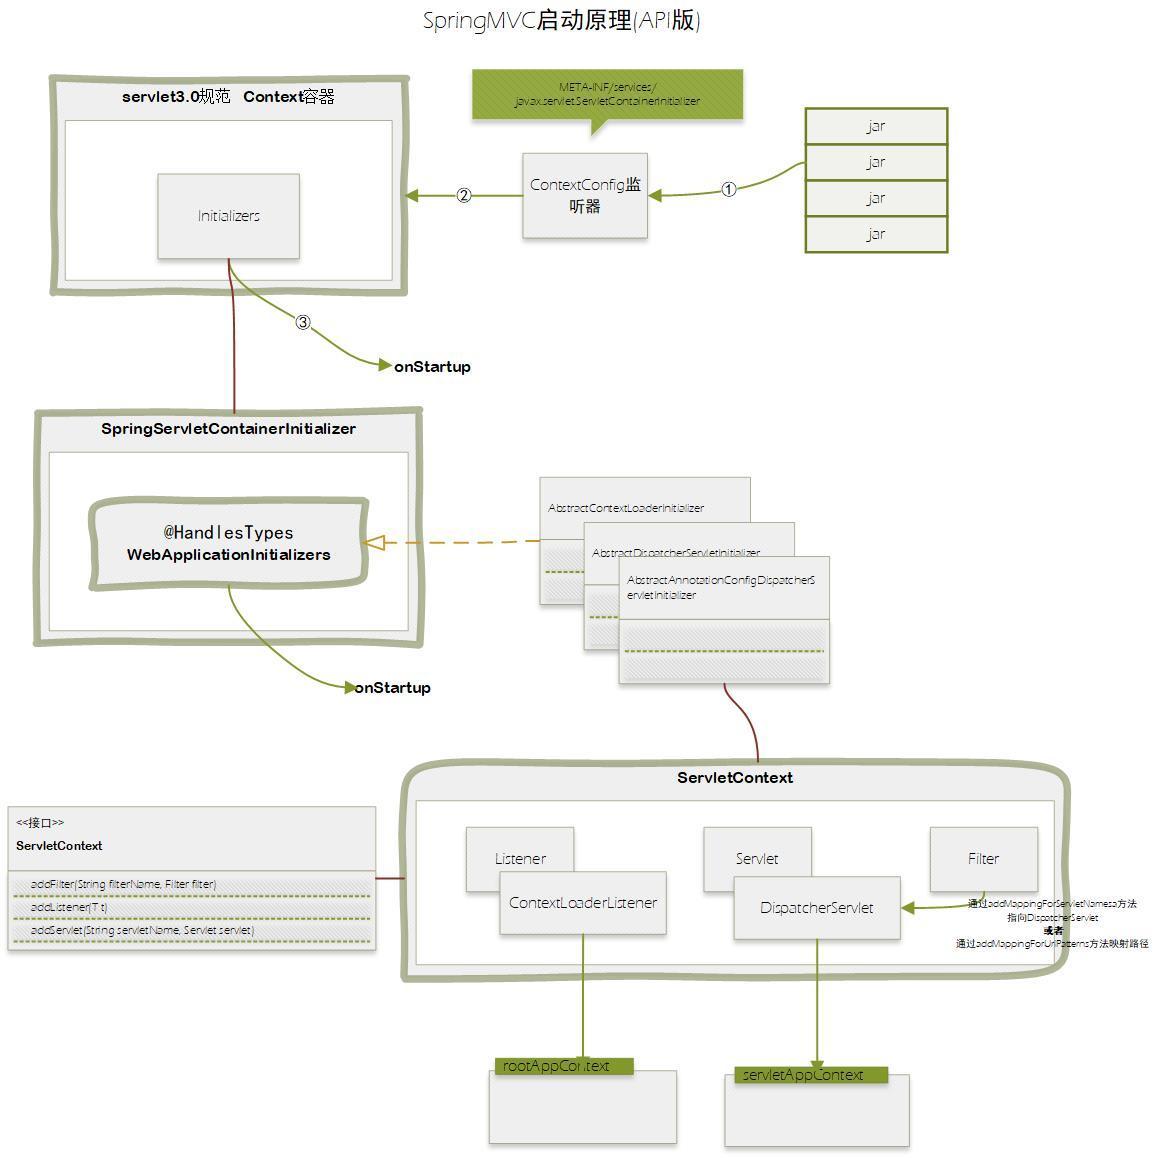 SpringMVC启动原理(API版)
servlet3.0规范 Context容器
META-INF/services/
javax.servlet.ServletContainerInitializer
jar
jar
jar
jar
ContextConfig监
听器
①
②
Initializers
③
onStartup
SpringServletContainerInitializer
@HandlesTypes
WebApplicationInitializers
AbstractContextLoaderInitializer
AbstractDispatcherServletInitializer
AbstractAnnotationConfigDispatcherS
ervletInitializer
onStartup
ServletContext
<<接口>>
ServletContext
addFilter(String filterName, Filter filter)
addListener(T t)
addServlet(String servletName, Servlet servlet)
Listener
ContextLoaderListener
Servlet
DispatcherServlet
Filter
通过addMappingForServletNamesa方法
指向DispatcherServlet
或者
通过addMappingForUrlPatterns方法映射路径
rootAppContext
servletAppContext